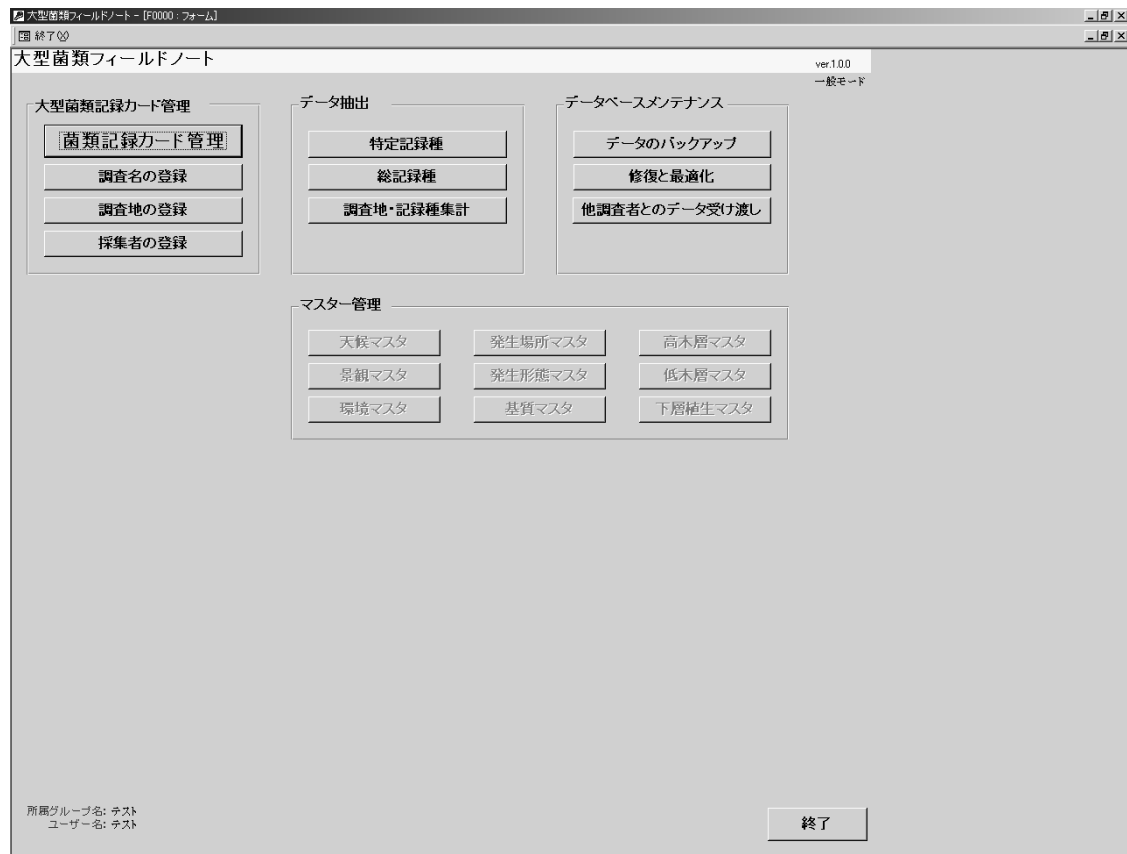 大型菌類フィールドノート - [F0000 : フォーム]
終了(X)
大型菌類フィールドノート
ver.1.0.0
一般モード
大型菌類記録カード管理
菌類記録カード管理
調査名の登録
調査地の登録
採集者の登録
データ抽出
特定記録種
総記録種
調査地・記録種集計
データベースメンテナンス
データのバックアップ
修復と最適化
他調査者とのデータ受け渡し
マスター管理
天候マスタ 発生場所マスタ 高木層マスタ
景観マスタ 発生形態マスタ 低木層マスタ
環境マスタ 基質マスタ 下層植生マスタ
所属グループ名: テスト
ユーザー名: テスト
終了